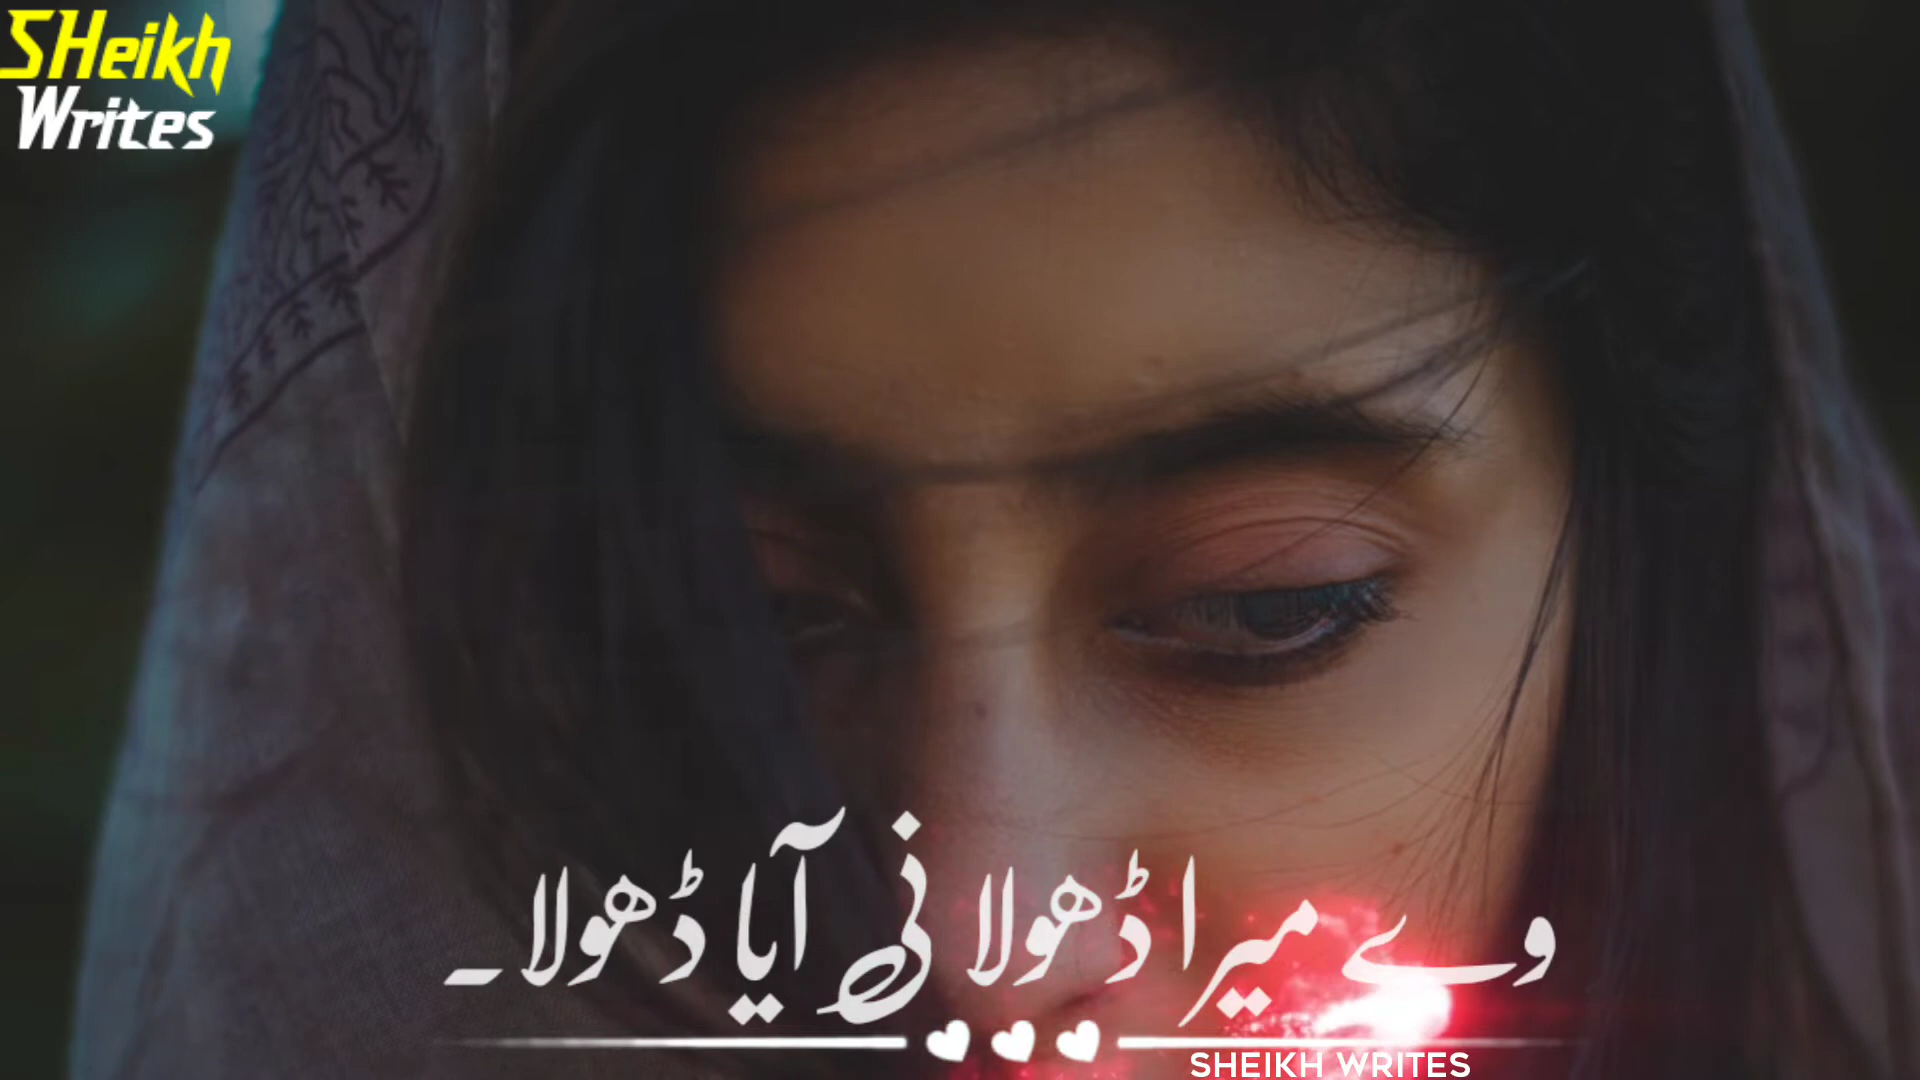 SHeikh
Writes
وے میرا ڈھولا نی آیا ڈھولا۔
SHEIKH WRITES